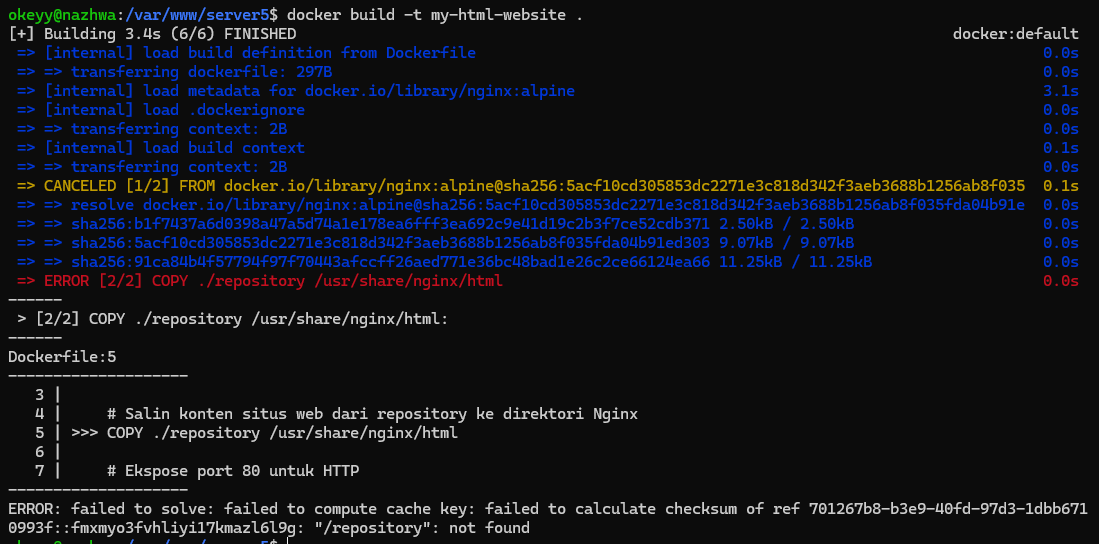 okeyy@nazhwa:/var/www/server5$ docker build -t my-html-website .
[+] Building 3.4s (6/6) FINISHED docker:default
=> [internal] load build definition from Dockerfile 0.0s
=> => transferring dockerfile: 297B 0.0s
=> [internal] load metadata for docker.io/library/nginx:alpine 3.1s
=> [internal] load .dockerignore 0.0s
=> => transferring context: 2B 0.0s
=> [internal] load build context 0.1s
=> => transferring context: 2B 0.0s
=> CANCELED [1/2] FROM docker.io/library/nginx:alpine@sha256:5acf10cd305853dc2271e3c818d342f3aeb3688b1256ab8f035 0.1s
=> => resolve docker.io/library/nginx:alpine@sha256:5acf10cd305853dc2271e3c818d342f3aeb3688b1256ab8f035fda04b91e 0.0s
=> => sha256:b1f7437a6d0398a47a5d74a1e178ea6fff3ea692c9e41d19c2b3f7ce52cdb371 2.50kB / 2.50kB 0.0s
=> => sha256:5acf10cd305853dc2271e3c818d342f3aeb3688b1256ab8f035fda04b91ed303 9.07kB / 9.07kB 0.0s
=> => sha256:91ca84b4f57794f97f70443afccff26aed771e36bc48bad1e26c2ce66124ea66 11.25kB / 11.25kB 0.0s
=> ERROR [2/2] COPY ./repository /usr/share/nginx/html 0.0s
------
> [2/2] COPY ./repository /usr/share/nginx/html:
------
Dockerfile:5
--------------------
3 |
4 | # Salin konten situs web dari repository ke direktori Nginx
5 | >>> COPY ./repository /usr/share/nginx/html
6 |
7 | # Ekspose port 80 untuk HTTP
--------------------
ERROR: failed to solve: failed to compute cache key: failed to calculate checksum of ref 701267b8-b3e9-40fd-97d3-1dbb671
0993f::fmxmyo3fvhliyi17kmazl6l9g: "/repository": not found